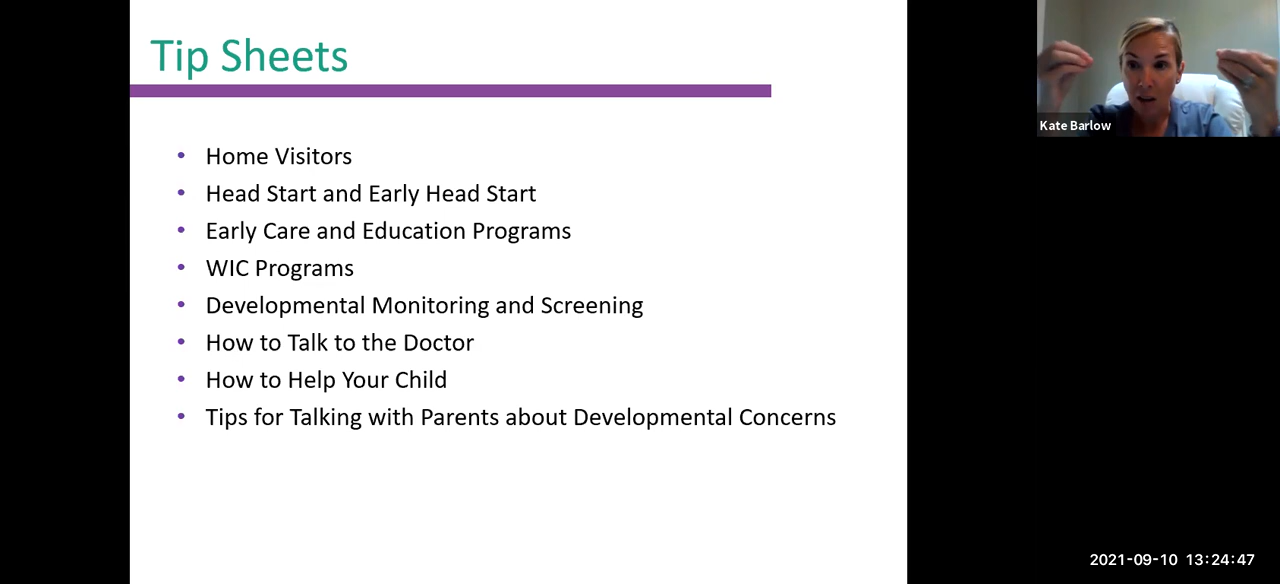 Tip Sheets
• Home Visitors
• Head Start and Early Head Start
• Early Care and Education Programs
• WIC Programs
• Developmental Monitoring and Screening
• How to Talk to the Doctor
• How to Help Your Child
• Tips for Talking with Parents about Developmental Concerns
Kate Barlow
2021-09-10 13:24:47